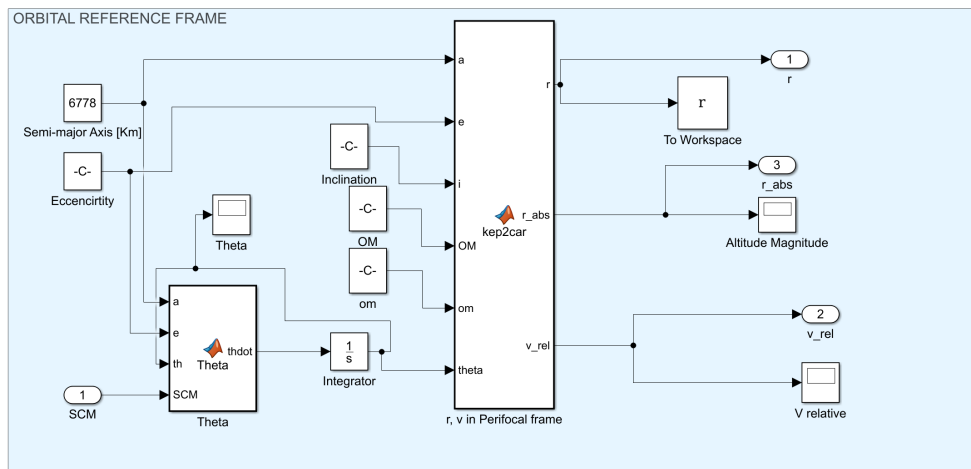 ORBITAL REFERENCE FRAME
a
r
1
r
6778
Semi-major Axis [Km]
r
To Workspace
e
-C-
Eccencirtity
-C-
Inclination
i
3
r_abs
-C-
OM
r_abs
kep2car
OM
Altitude Magnitude
Theta
-C-
om
om
a
e
th
SCM
Theta
thdot
Theta
1
s
Integrator
theta
v_rel
2
v_rel
V relative
1
SCM
r, v in Perifocal frame